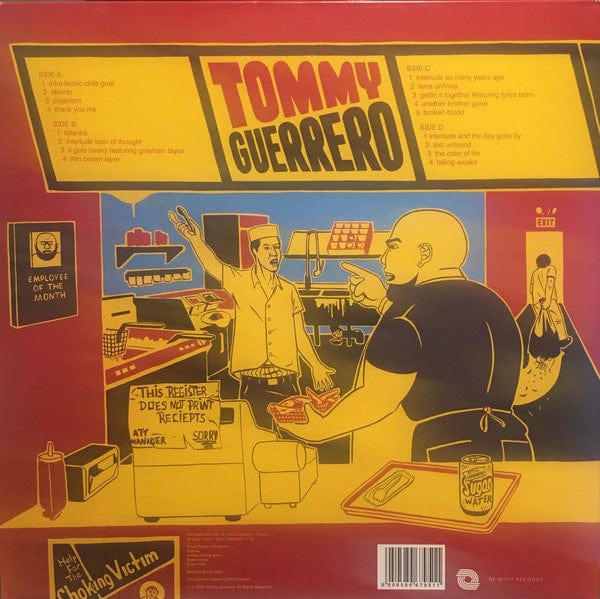 SIDE A
1 intro lectric chile goat
2 abierto
3 organism
4 thank you mk
SIDE B
1 tatanka
2 interlude train of thought
3 it gets heavy featuring gresham taylor
4 thin brown layer
TOMMY
GUERRERO
SIDE C
1 interlude so many years ago
2 terra unfirma
3 gettin it together featuring lyrics born
4 another brother gone
5 broken blood
SIDE D
1 interlude and the day goes by
2 lost unfound
3 the color of life
4 falling awake
EXIT
EMPLOYEE
OF THE
MONTH
THIS REGISTER
DOES NOT PRINT
RECIEPTS
ATT
MANAGER
SORRY
SUGAR
WATER
Help
For
The
Choking Victim
BE WITH RECORDS